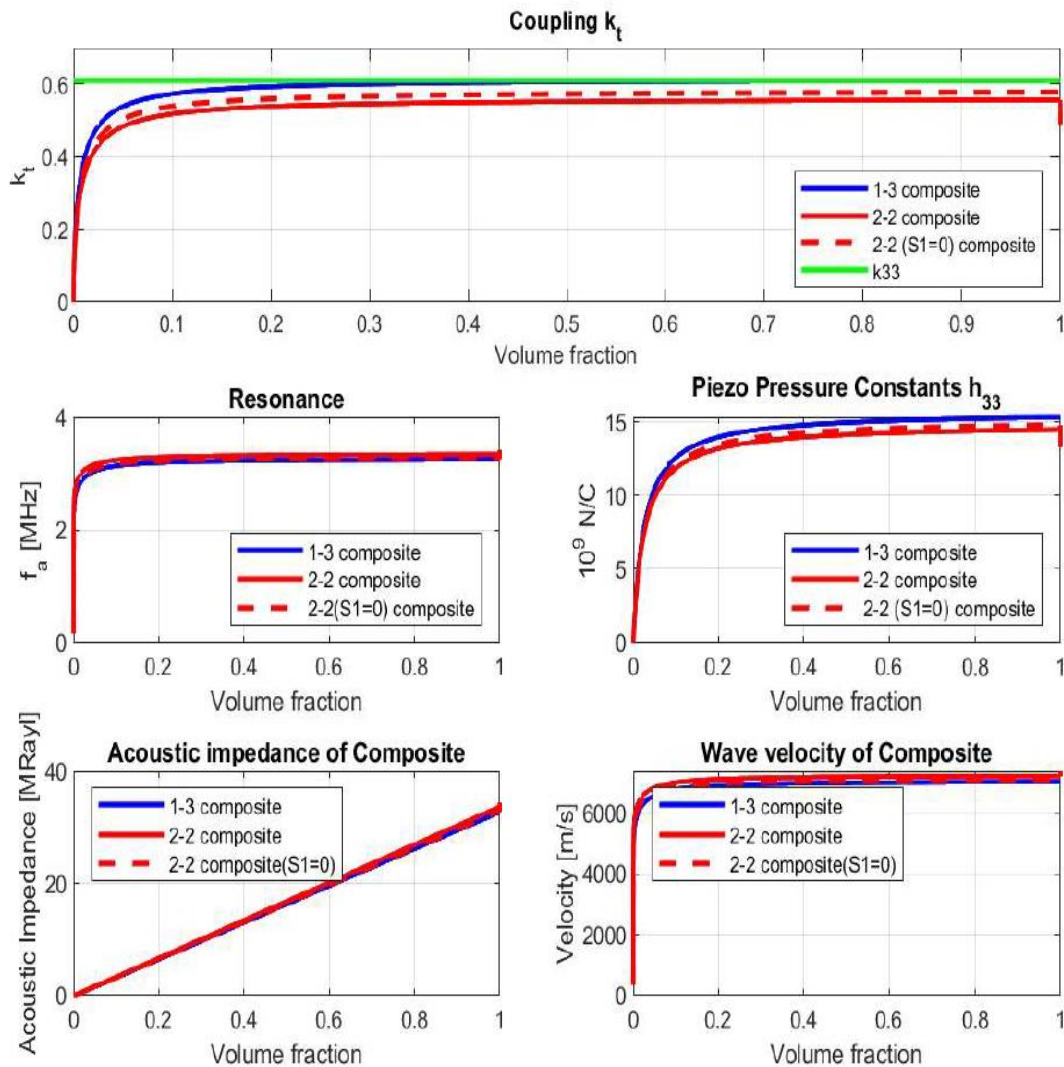 Coupling kt
kt
0.6
0.4
0.2
0
0 0.1 0.2 0.3 0.4 0.5 0.6 0.7 0.8 0.9 1
Volume fraction
1-3 composite
2-2 composite
2-2 (S1=0) composite
k33
Resonance
fa [MHz]
4
2
0
0 0.2 0.4 0.6 0.8 1
Volume fraction
1-3 composite
2-2 composite
2-2(S1=0) composite
Piezo Pressure Constants h33
10⁹ N/C
15
10
5
0
0 0.2 0.4 0.6 0.8 1
Volume fraction
1-3 composite
2-2 composite
2-2 (S1=0) composite
Acoustic impedance of Composite
Acoustic Impedance [MRayl]
40
20
0
0 0.2 0.4 0.6 0.8 1
Volume fraction
1-3 composite
2-2 composite
2-2 composite(S1=0)
Wave velocity of Composite
Velocity [m/s]
6000
4000
2000
0
0 0.2 0.4 0.6 0.8 1
Volume fraction
1-3 composite
2-2 composite
2-2 composite(S1=0)